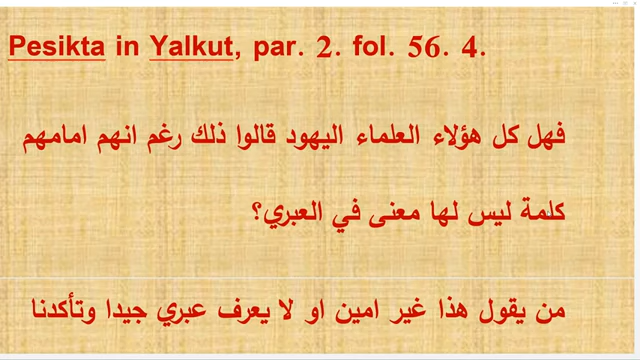 Pesikta in Yalkut, par. 2. fol. 56. 4.
فهل كل هؤلاء العلماء اليهود قالوا ذلك رغم انهم امامهم
كلمة ليس لها معنى في العبري؟
من يقول هذا غير امين او لا يعرف عبري جيدا وتأكدنا